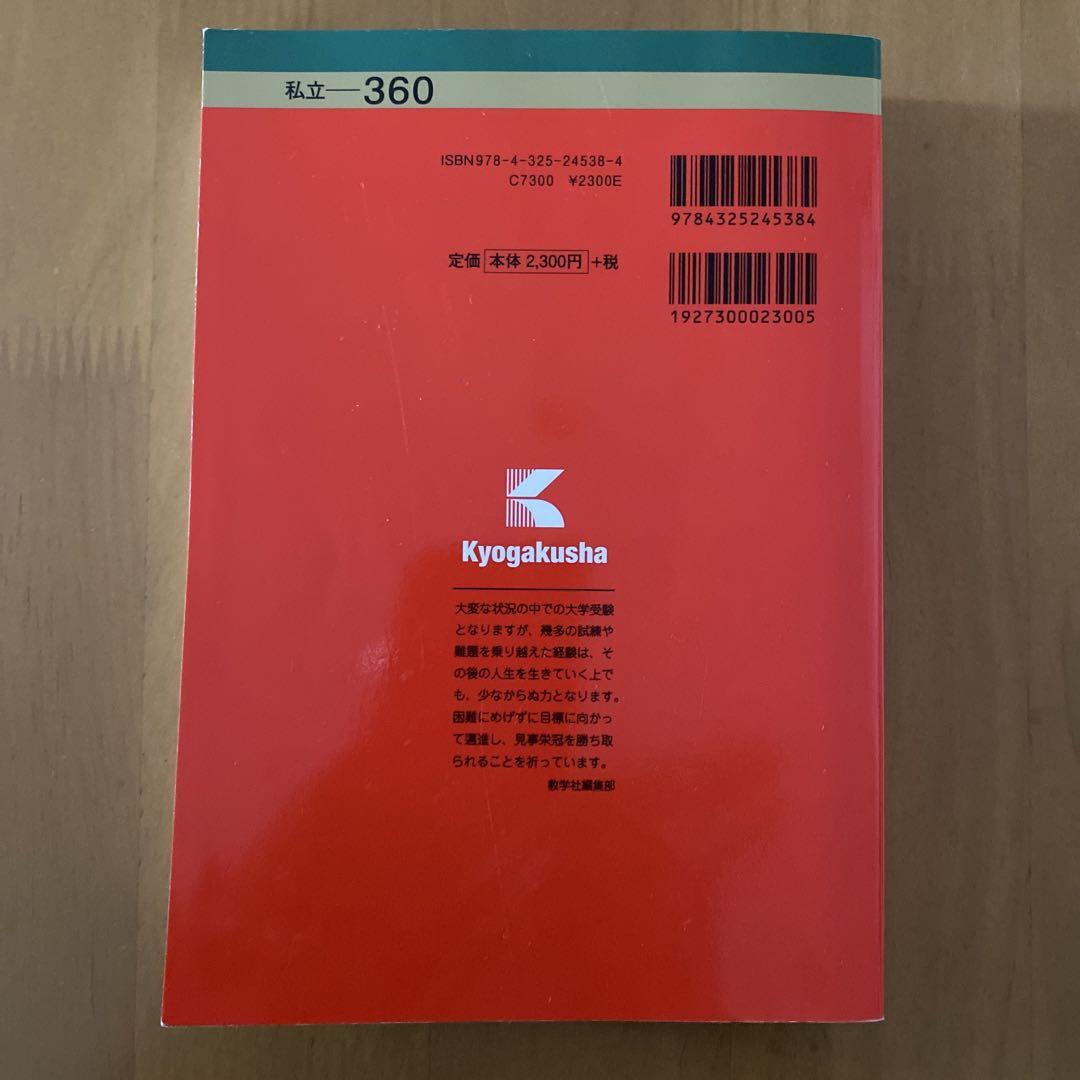 私立―360
ISBN978-4-325-24538-4
C7300 ¥2300E
9784325245384
定価 本体 2,300円 +税
1927300023005
Kyogakusha
大変な状況の中での大学受験
となりますが、幾多の試練や
難題を乗り越えた経験は、そ
の後の人生を生きていく上で
も、少なからぬ力となります。
困難にめげずに目標に向かっ
て邁進し、見事栄冠を勝ち取
られることを祈っています。
教学社編集部